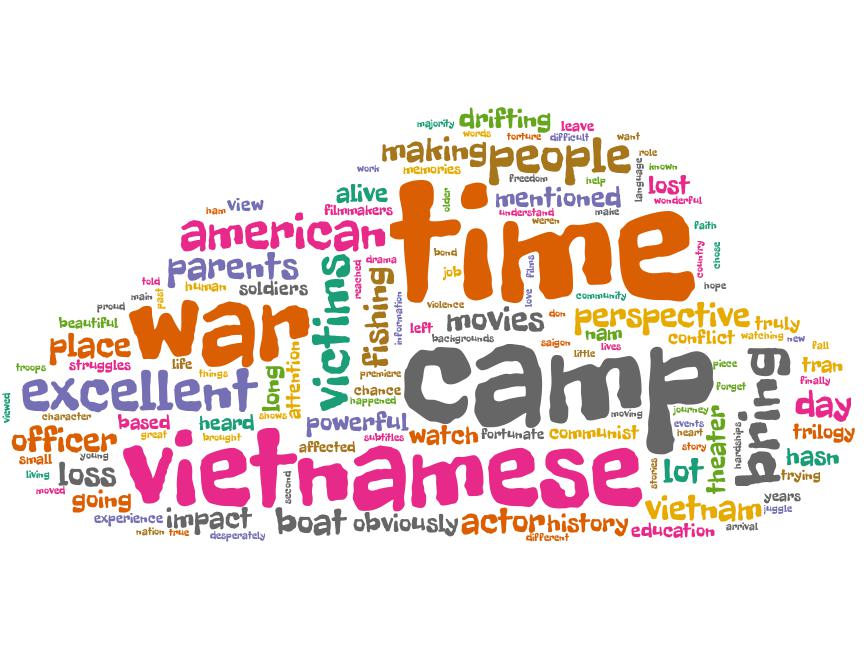 majority drifting leave
words torture difficult want
making people role
work memories language known
freedom help
alive older mentioned lost
ham view filmmakers understand make wonderful
american time weren faith
parents bond country chose
told human soldiers reached drama job films hope
main past love community
proud victims fishing information violence
beautiful war left movies don perspective truly
place backgrounds nam conflict watching new
troops struggles life attention saigon lives fall
things long premiere little piece tran
viewed excellent chance camp forget finally
character shows happened moving journey bring day
based heard powerful events
officer great brought subtitles watch fortunate communist heart theater hardships trilogy
small young affected story
living loss vietnamese second stories lot hasn
moved going trying
experience impact boat obviously actor history vietnam years juggle
nation true desperately different education arrival